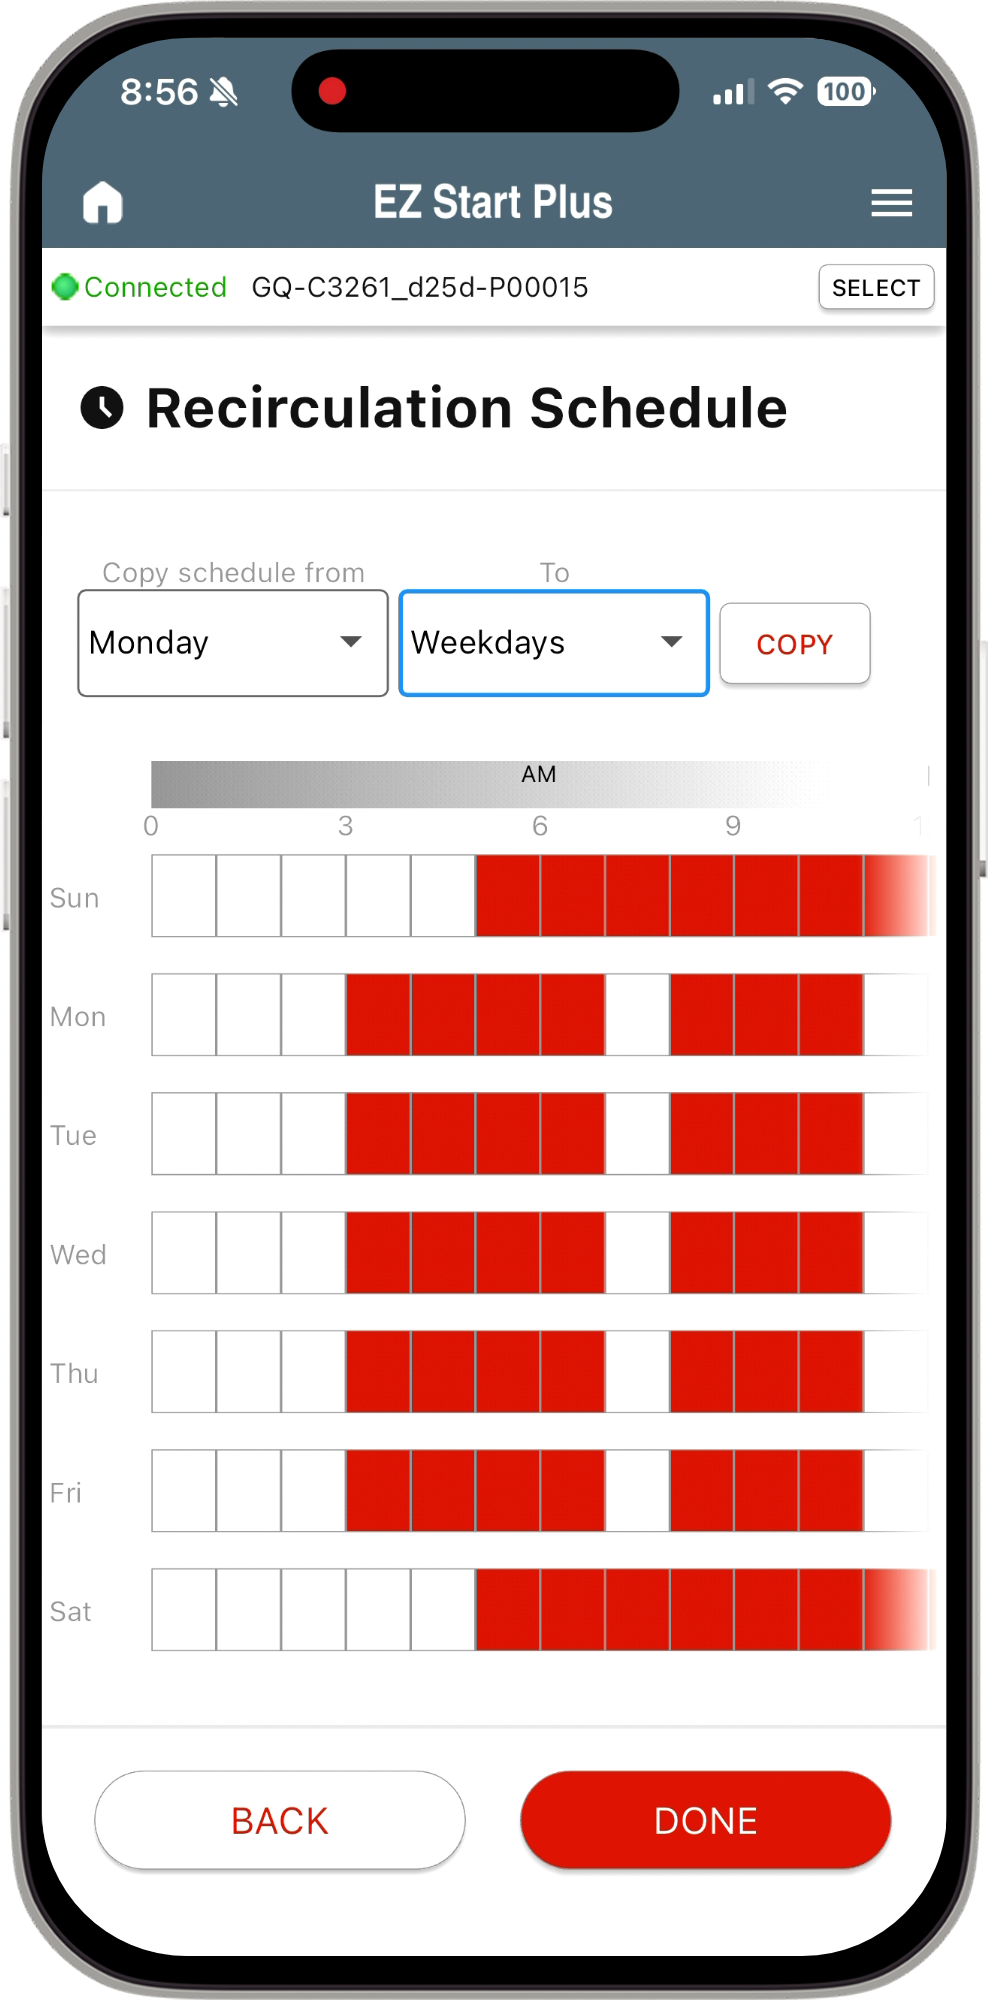 8:56 100
EZ Start Plus
Connected GQ-C3261_d25d-P00015 SELECT
Recirculation Schedule
Copy schedule from To
Monday Weekdays COPY
AM
0 3 6 9 1
Sun
Mon
Tue
Wed
Thu
Fri
Sat
BACK DONE